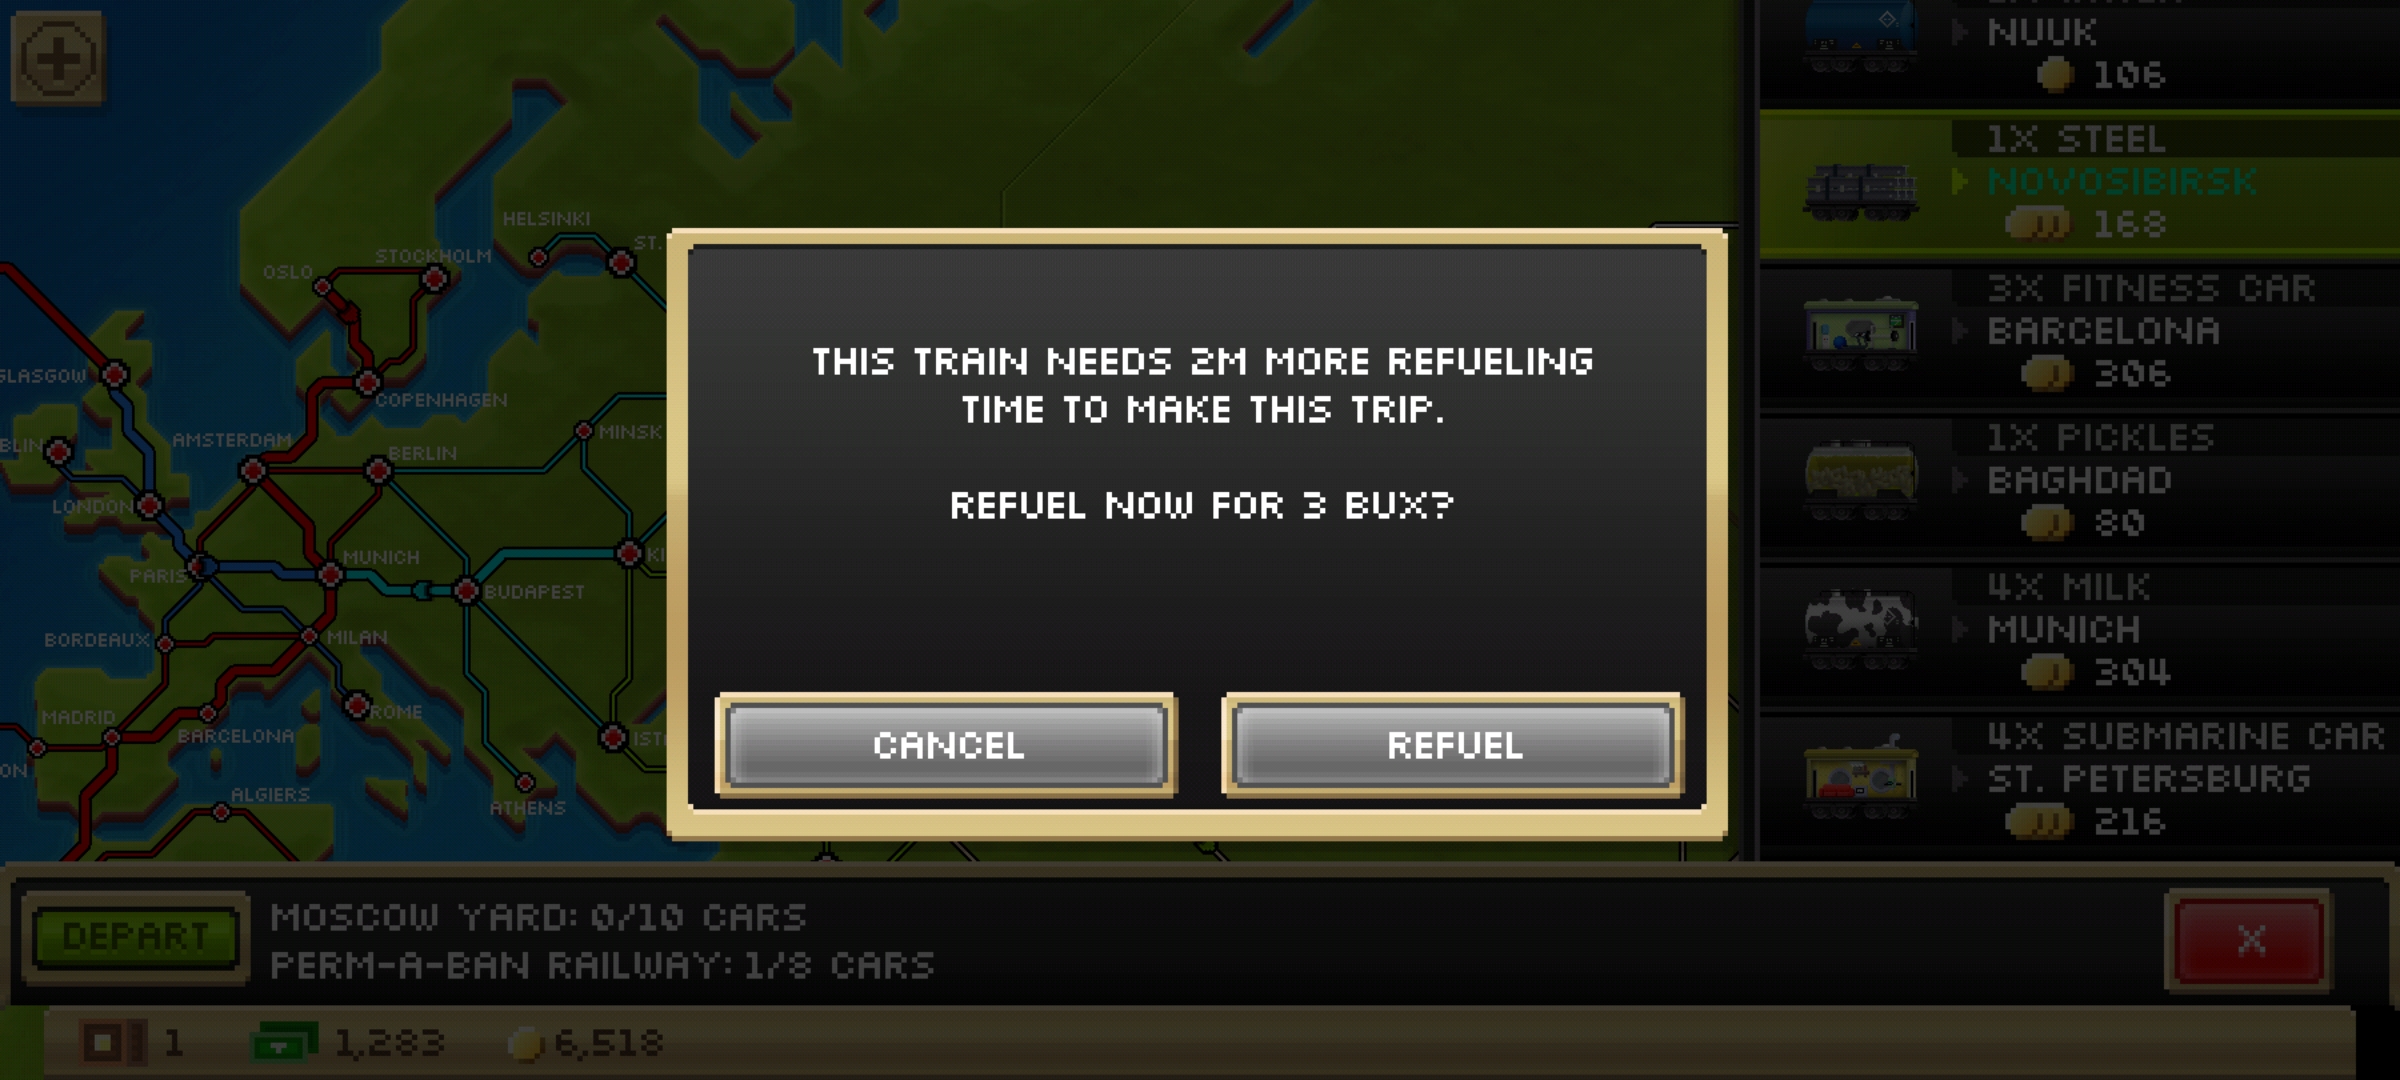 NUUK
106
1X STEEL
NOVOSIBIRSK
168
3X FITNESS CAR
BARCELONA
306
1X PICKLES
BAGHDAD
80
4X MILK
MUNICH
304
4X SUBMARINE CAR
ST. PETERSBURG
216
HELSINKI
ST.
STOCKHOLM
OSLO
GLASGOW
COPENHAGEN
AMSTERDAM
BERLIN
MINSK
BLIN
LONDON
MUNICH
KI
PARIS
BUDAPEST
BORDEAUX
MILAN
ROME
MADRID
BARCELONA
IST
ON
ALGIERS
ATHENS
THIS TRAIN NEEDS 2M MORE REFUELING
TIME TO MAKE THIS TRIP.
REFUEL NOW FOR 3 BUX?
CANCEL
REFUEL
DEPART
MOSCOW YARD: 0/10 CARS
PERM-A-BAN RAILWAY: 1/8 CARS
X
1
1,283
6,518